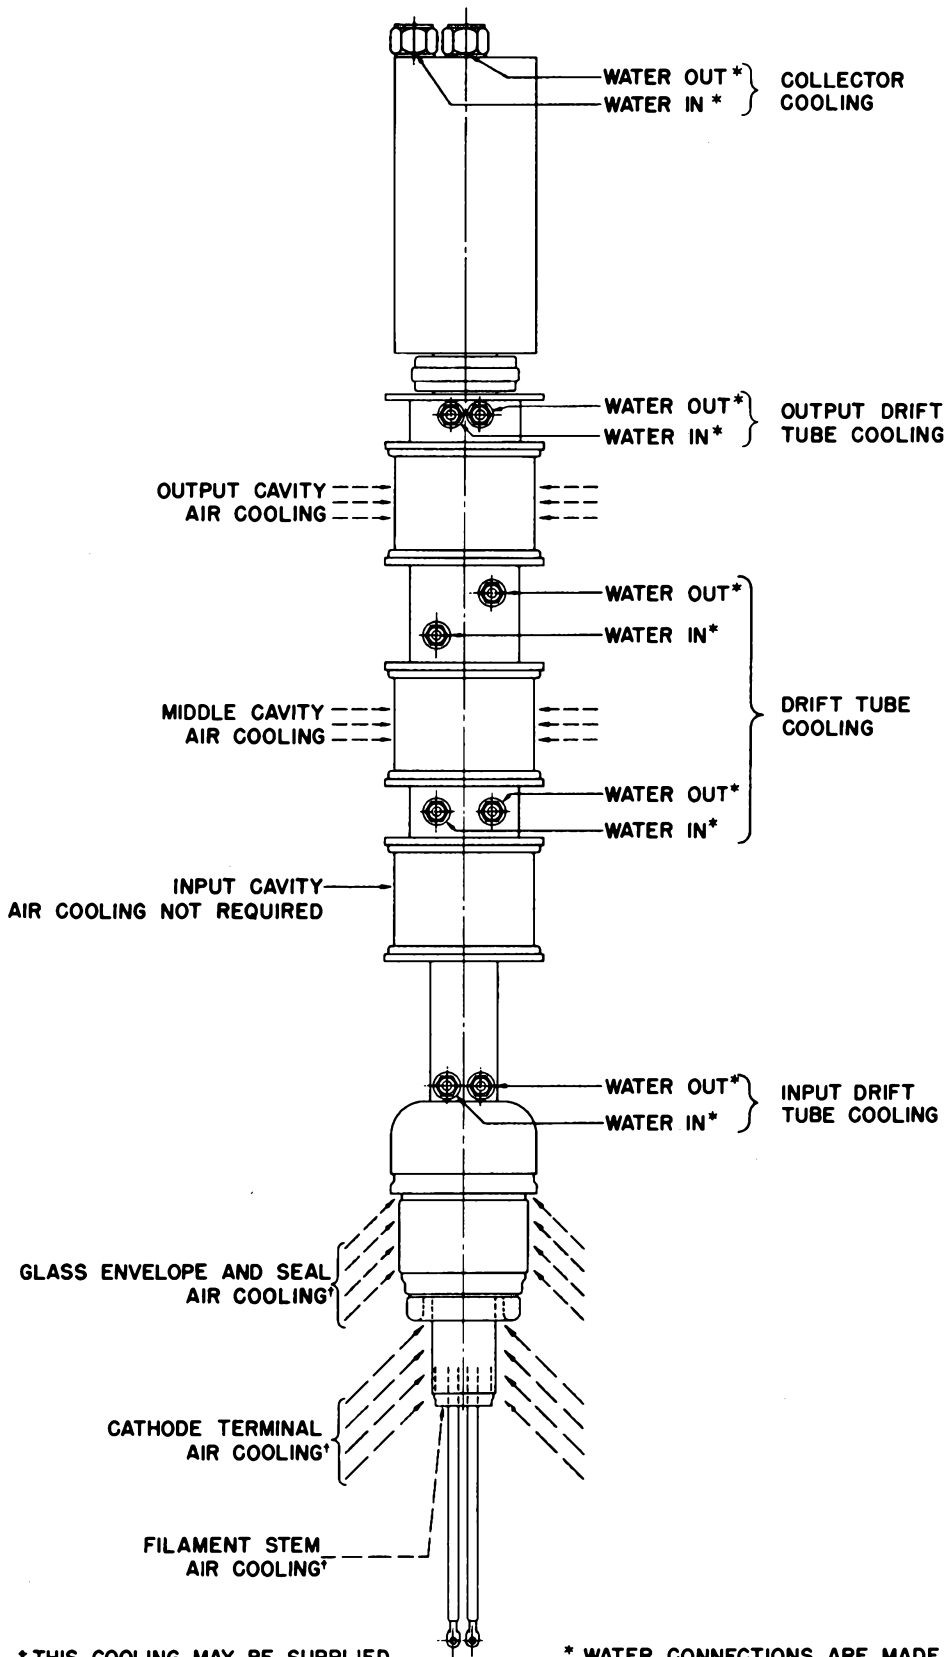 WATER OUT*
WATER IN*
COLLECTOR
COOLING
WATER OUT*
WATER IN*
OUTPUT DRIFT
TUBE COOLING
OUTPUT CAVITY
AIR COOLING
WATER OUT*
WATER IN*
MIDDLE CAVITY
AIR COOLING
DRIFT TUBE
COOLING
WATER OUT*
WATER IN*
INPUT CAVITY
AIR COOLING NOT REQUIRED
WATER OUT*
WATER IN*
INPUT DRIFT
TUBE COOLING
GLASS ENVELOPE AND SEAL
AIR COOLING†
CATHODE TERMINAL
AIR COOLING†
FILAMENT STEM
AIR COOLING†
† THIS COOLING MAY BE SUPPLIED
* WATER CONNECTIONS ARE MADE